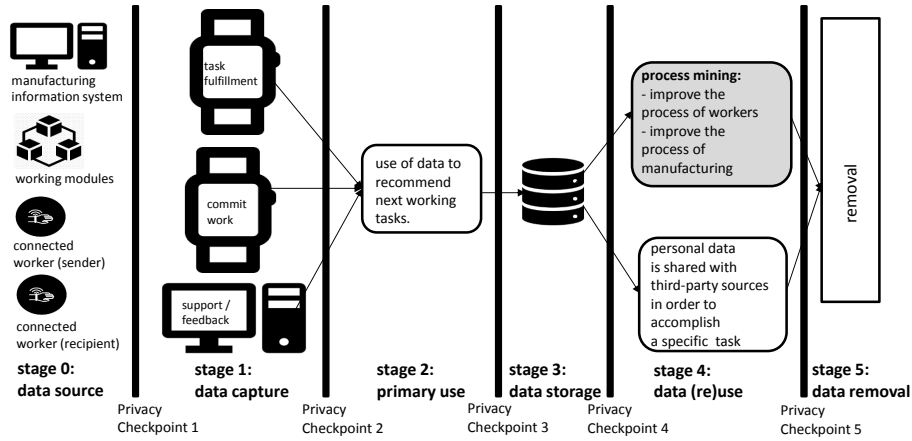 manufacturing
information system
working modules
connected
worker (sender)
connected
worker (recipient)
stage 0:
data source
Privacy
Checkpoint 1
task
fulfillment
commit
work
support /
feedback
stage 1:
data capture
Privacy
Checkpoint 2
use of data to
recommend
next working
tasks.
stage 2:
primary use
Privacy
Checkpoint 3
stage 3:
data storage
Privacy
Checkpoint 4
process mining:
- improve the
process of workers
- improve the
process of
manufacturing
personal data
is shared with
third-party sources
in order to
accomplish
a specific task
stage 4:
data (re)use
Privacy
Checkpoint 5
removal
stage 5:
data removal